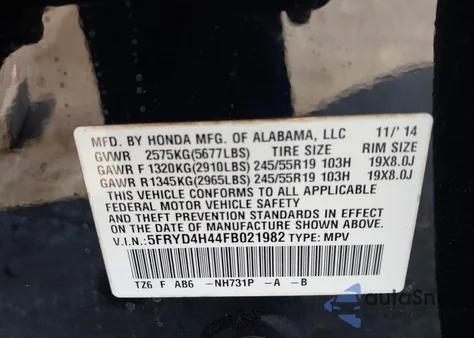 MFD. BY HONDA MFG. OF ALABAMA, LLC 11/'14
GVWR 2575KG(5677LBS) TIRE SIZE RIM SIZE
GAWR F 1320KG(2910LBS) 245/55R19 103H 19X8.0J
GAWR R1345KG(2965LBS) 245/55R19 103H 19X8.0J
THIS VEHICLE CONFORMS TO ALL APPLICABLE
FEDERAL MOTOR VEHICLE SAFETY
AND THEFT PREVENTION STANDARDS IN EFFECT
ON THE DATE OF MANUFACTURE SHOWN ABOVE.
V.I.N.:5FRYD4H44FB021982 TYPE: MPV
TZ6 F AB6 -NH731P -A -B